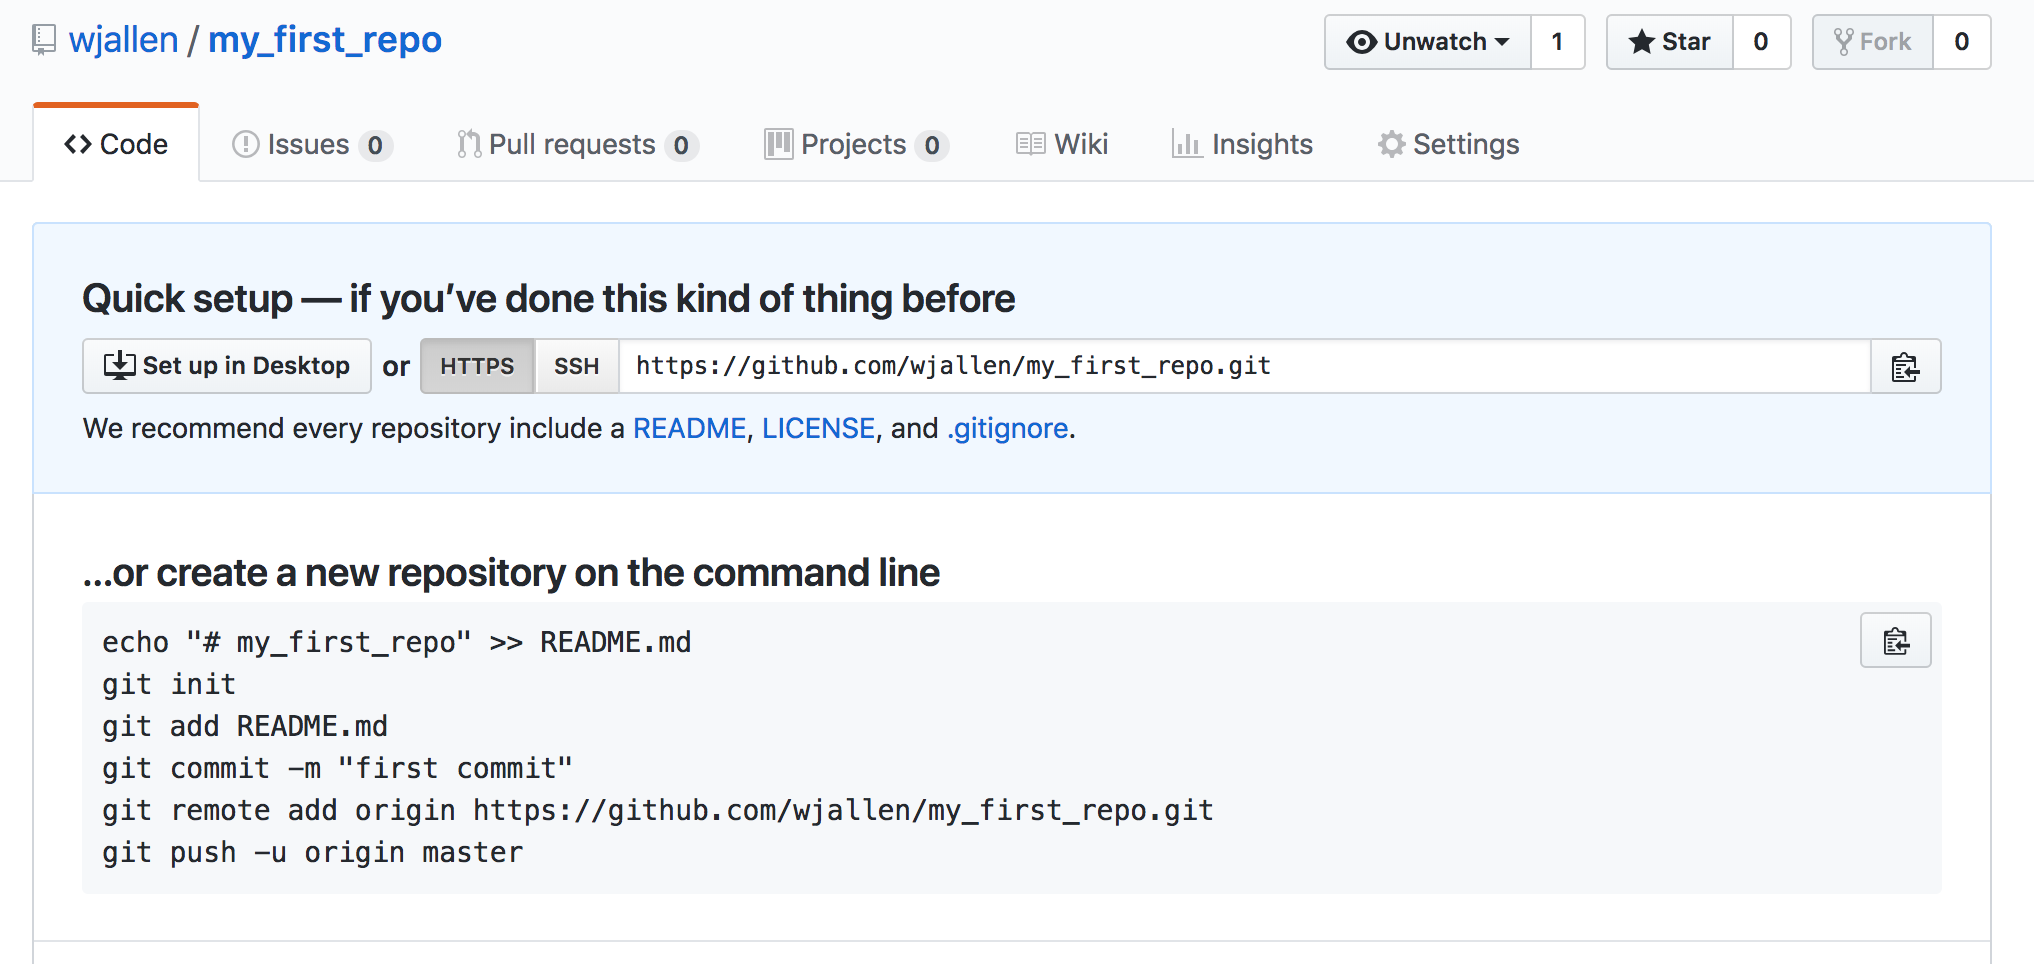 wjallen / my_first_repo
Unwatch 1 Star 0 Fork 0
Code Issues 0 Pull requests 0 Projects 0 Wiki Insights Settings
Quick setup — if you’ve done this kind of thing before
Set up in Desktop or HTTPS SSH https://github.com/wjallen/my_first_repo.git
We recommend every repository include a README, LICENSE, and .gitignore.
…or create a new repository on the command line
echo "# my_first_repo" >> README.md
git init
git add README.md
git commit -m "first commit"
git remote add origin https://github.com/wjallen/my_first_repo.git
git push -u origin master